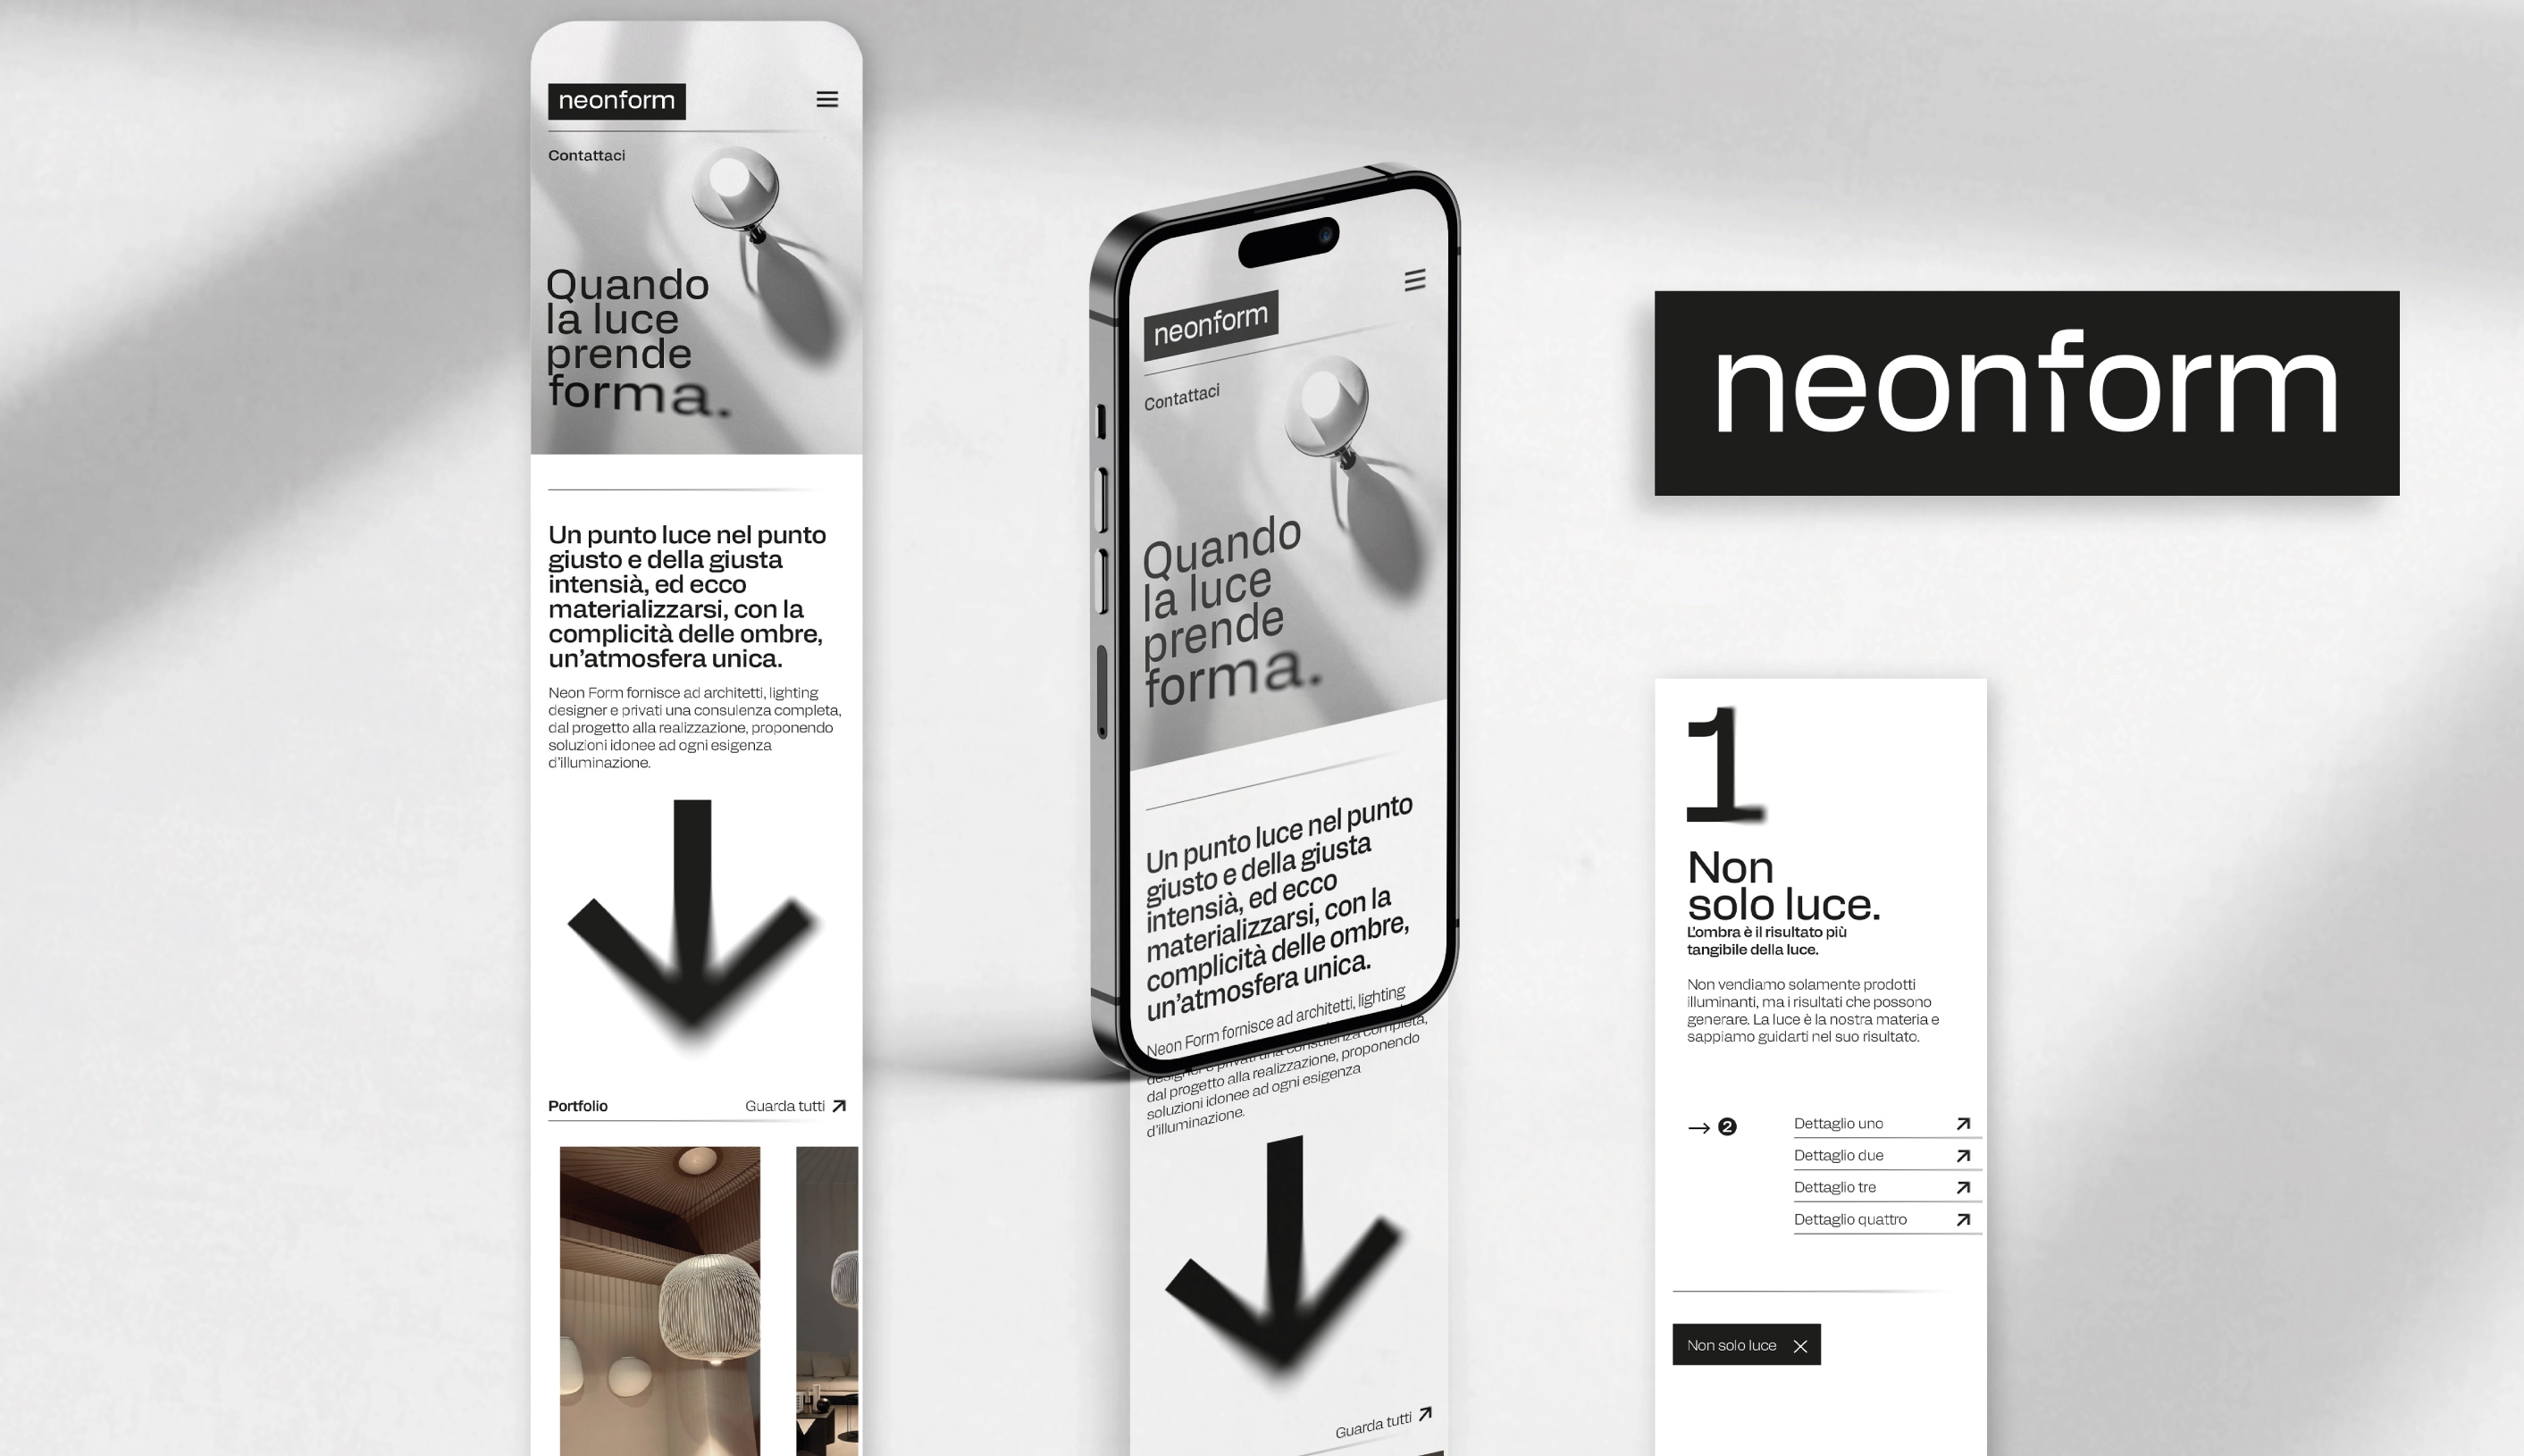 neonform
Contattaci
Quando
la luce
prende
forma.
Un punto luce nel punto
giusto e della giusta
intensià, ed ecco
materializzarsi, con la
complicità delle ombre,
un’atmosfera unica.
Neon Form fornisce ad architetti, lighting
designer e privati una consulenza completa,
dal progetto alla realizzazione, proponendo
soluzioni idonee ad ogni esigenza
d’illuminazione.
Portfolio
Guarda tutti
neonform
Contattaci
Quando
la luce
prende
forma.
Un punto luce nel punto
giusto e della giusta
intensià, ed ecco
materializzarsi, con la
complicità delle ombre,
un’atmosfera unica.
Neon Form fornisce ad architetti, lighting
designer e privati una consulenza completa,
dal progetto alla realizzazione, proponendo
soluzioni idonee ad ogni esigenza
d’illuminazione.
Guarda tutti
neonform
1
Non
solo luce.
L’ombra è il risultato più
tangibile della luce.
Non vendiamo solamente prodotti
illuminanti, ma i risultati che possono
generare. La luce è la nostra materia e
sappiamo guidarti nel suo risultato.
2
Dettaglio uno
Dettaglio due
Dettaglio tre
Dettaglio quattro
Non solo luce